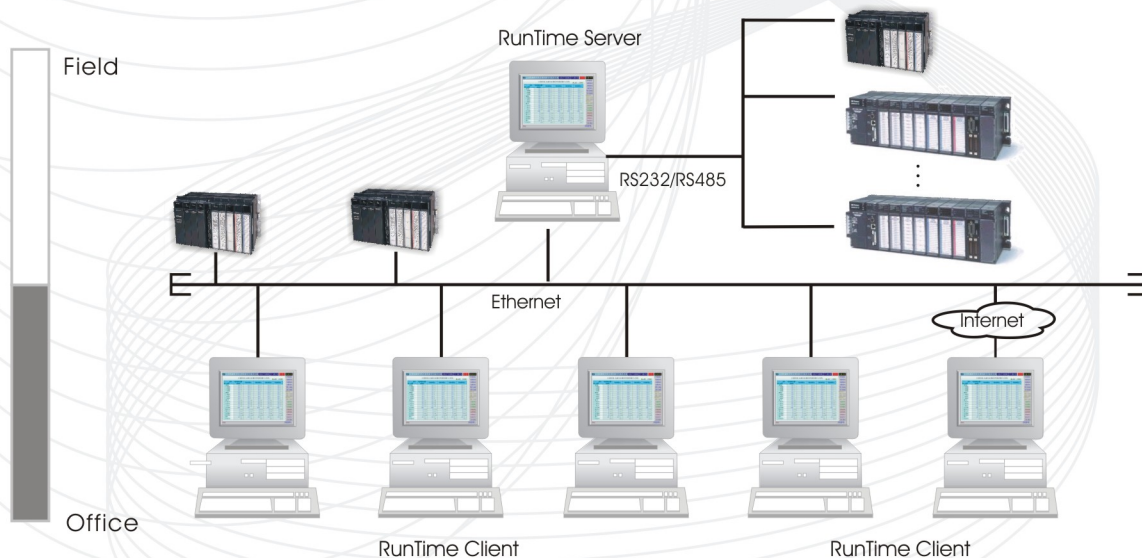 RunTime Server
Field
RS232/RS485
Ethernet
Internet
Office
RunTime Client
RunTime Client